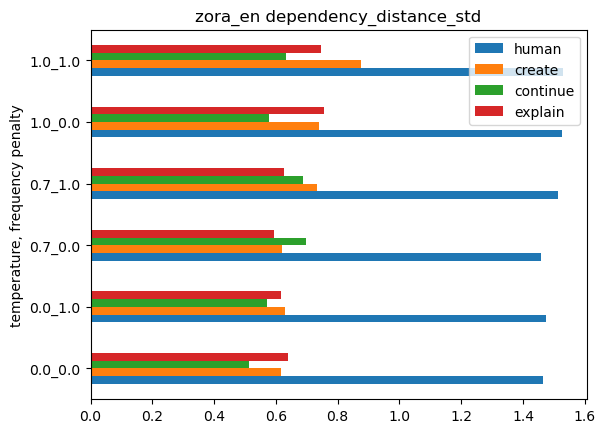 zora_en dependency_distance_std
human
create
continue
explain
temperature, frequency penalty
1.0_1.0
1.0_0.0
0.7_1.0
0.7_0.0
0.0_1.0
0.0_0.0
0.0 0.2 0.4 0.6 0.8 1.0 1.2 1.4 1.6